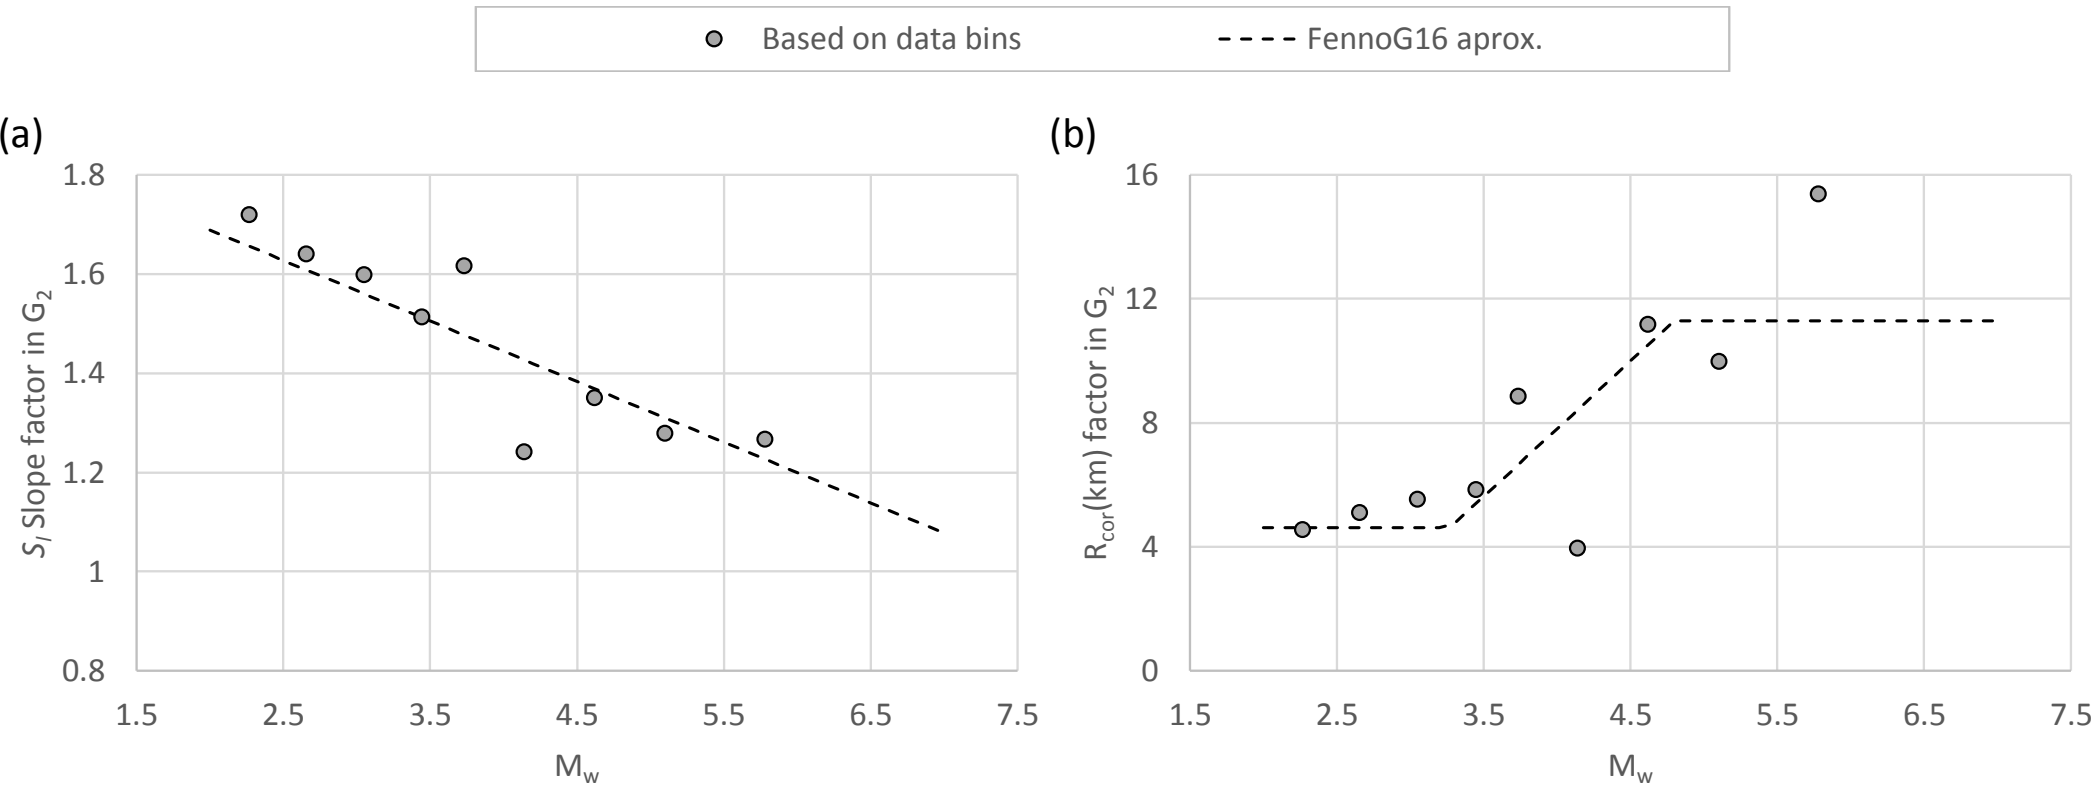 Based on data bins FennoG16 aprox.
(a)
S_l Slope factor in G_2
1.8
1.6
1.4
1.2
1
0.8
1.5 2.5 3.5 4.5 5.5 6.5 7.5
M_w
(b)
R_cor(km) factor in G_2
16
12
8
4
0
1.5 2.5 3.5 4.5 5.5 6.5 7.5
M_w